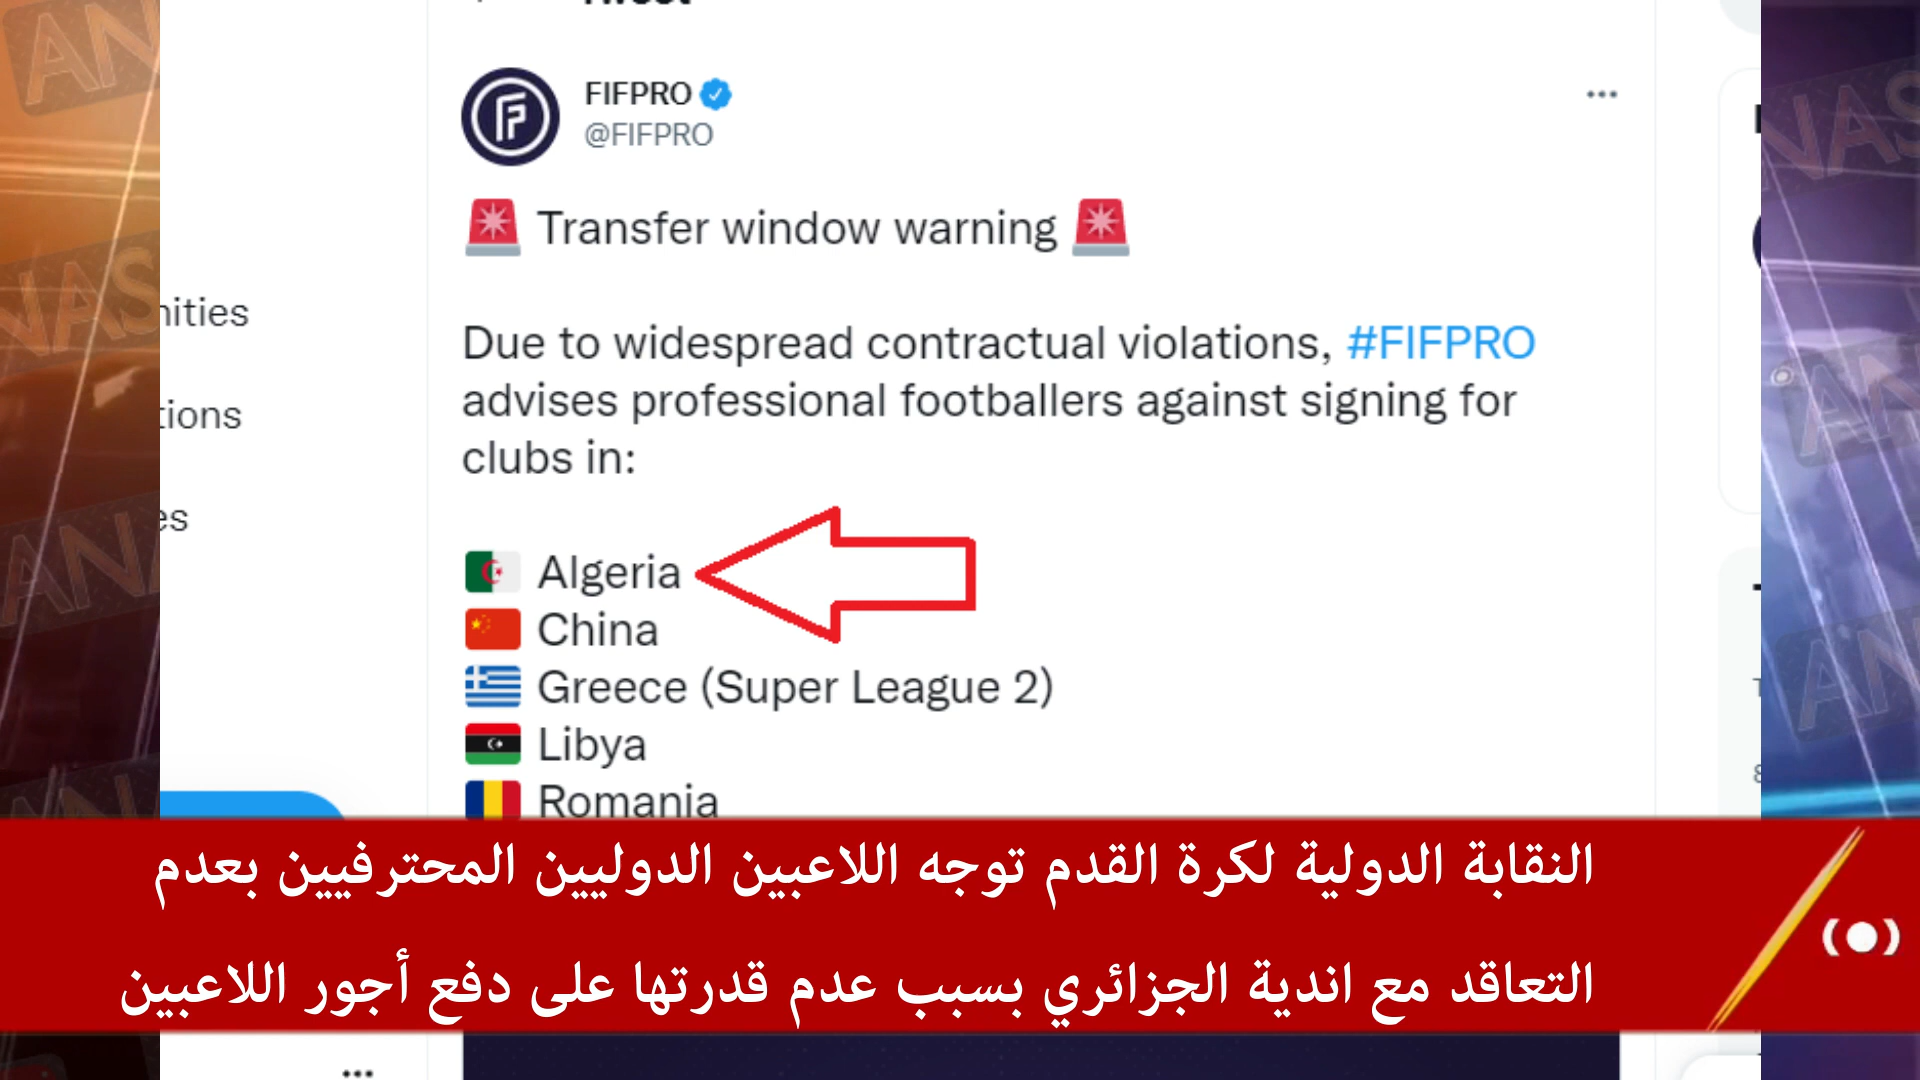 Tweet
FIFPRO
@FIFPRO
Transfer window warning
Due to widespread contractual violations, #FIFPRO
advises professional footballers against signing for
clubs in:
Algeria
China
Greece (Super League 2)
Libya
Romania
النقابة الدولية لكرة القدم توجه اللاعبين الدوليين المحترفيين بعدم
التعاقد مع اندية الجزائري بسبب عدم قدرتها على دفع أجور اللاعبين